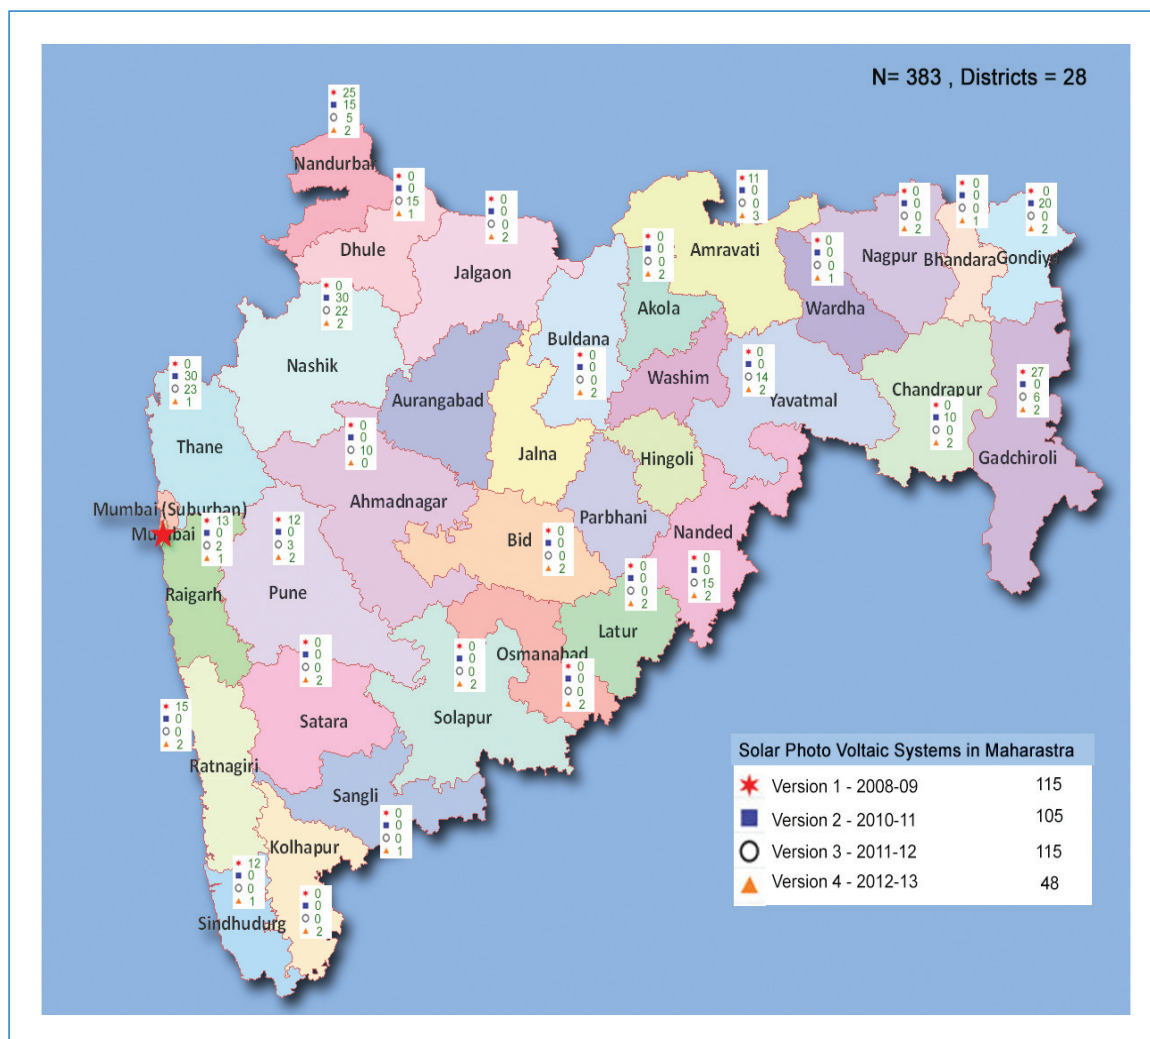 N= 383 , Districts = 28
25
15
5
2
Nandurbar
0
0
15
1
Dhule
0
0
0
2
Jalgaon
11
0
0
3
Amravati
0
0
0
2
Nagpur
0
0
0
1
Bhandara
0
20
0
2
Gondiya
0
0
0
2
Akola
0
0
0
1
Wardha
0
30
22
2
Nashik
0
30
23
1
Thane
Aurangabad
Buldana
0
0
0
2
Washim
0
0
14
2
Yavatmal
Chandrapur
0
10
0
2
27
0
6
2
Gadchiroli
0
0
10
0
Ahmadnagar
Jalna
Hingoli
Parbhani
Nanded
0
0
15
2
Mumbai (Suburban)
Mumbai
13
0
2
1
Raigarh
12
0
3
2
Pune
Bid
0
0
0
2
0
0
0
2
Latur
0
0
0
2
Satara
0
0
0
2
Solapur
Osmanabad
0
0
0
2
15
0
0
2
Ratnagiri
Sangli
0
0
0
1
Kolhapur
0
0
0
2
12
0
0
1
Sindhudurg
Solar Photo Voltaic Systems in Maharastra
Version 1 - 2008-09 115
Version 2 - 2010-11 105
Version 3 - 2011-12 115
Version 4 - 2012-13 48